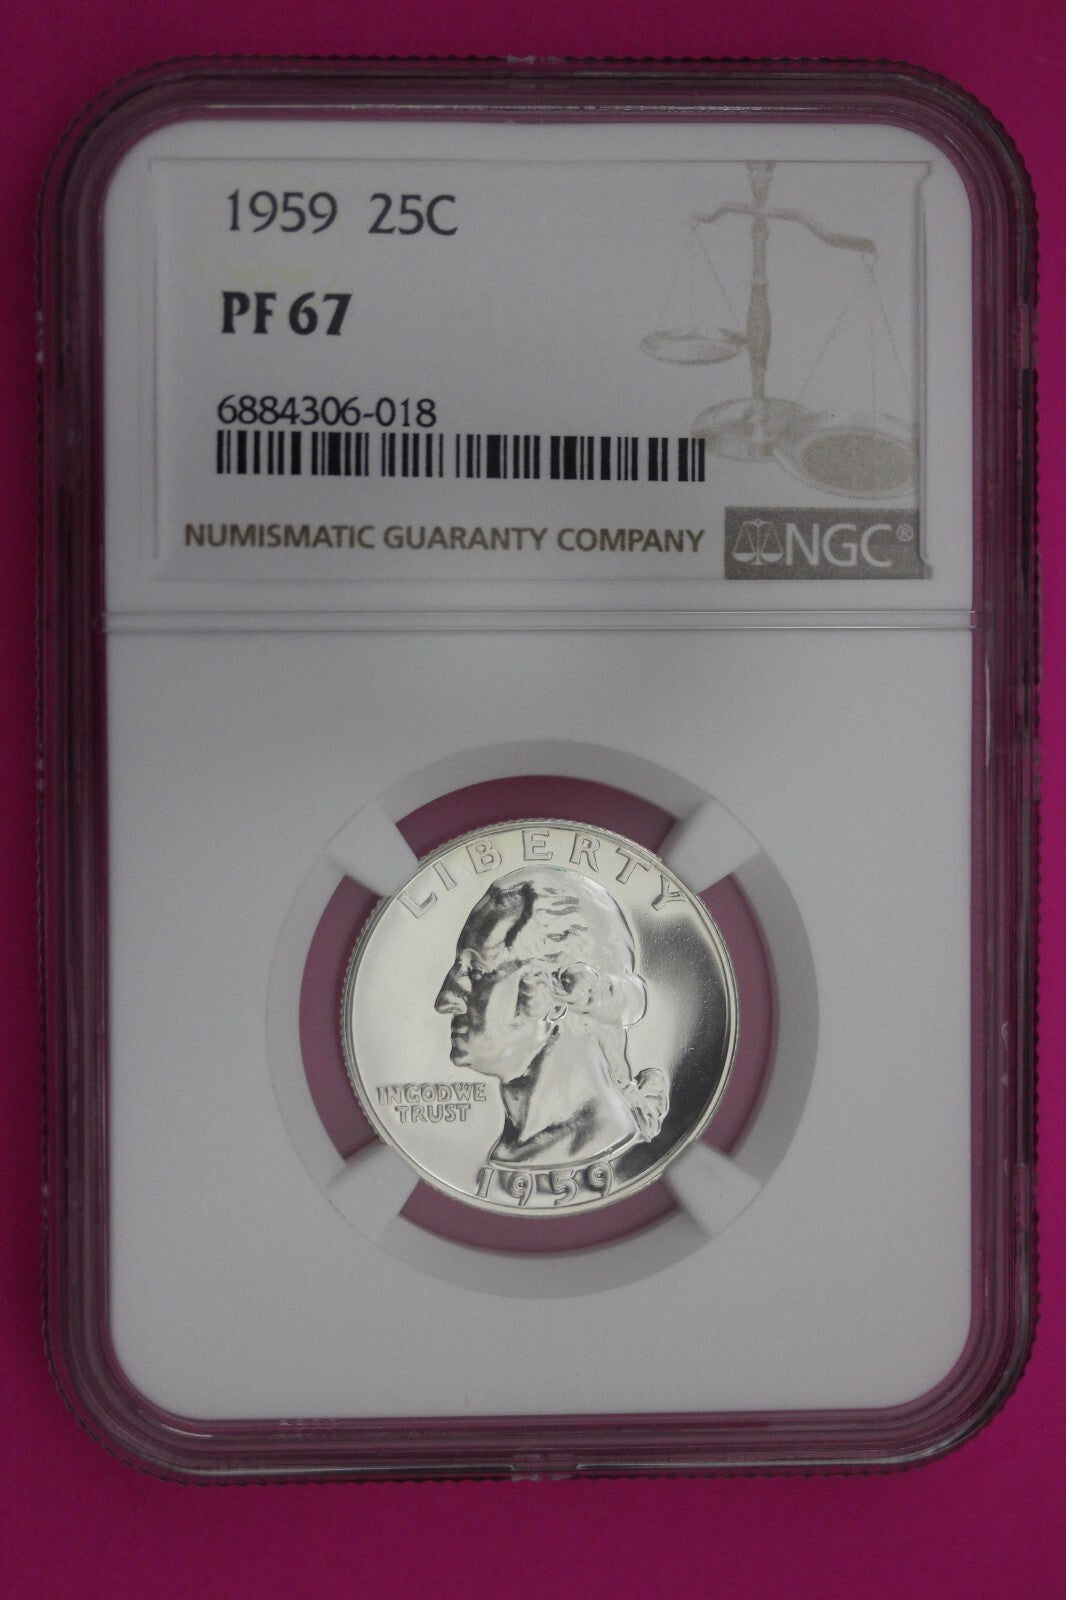 1959 25C
PF 67
6884306-018
NUMISMATIC GUARANTY COMPANY
NGC®
LIBERTY
IN GOD WE
TRUST
1959